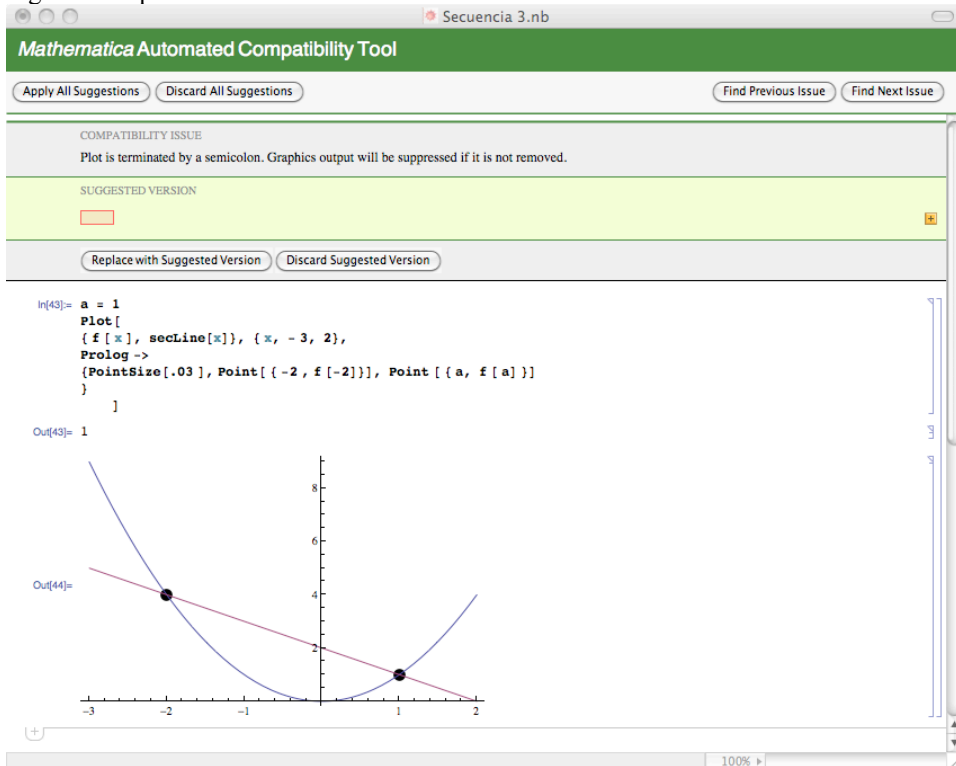 Secuencia 3.nb
Mathematica Automated Compatibility Tool
Apply All Suggestions Discard All Suggestions Find Previous Issue Find Next Issue
COMPATIBILITY ISSUE
Plot is terminated by a semicolon. Graphics output will be suppressed if it is not removed.
SUGGESTED VERSION
+
Replace with Suggested Version Discard Suggested Version
In[43]:= a = 1
Plot[
{f[x], secLine[x]}, {x, -3, 2},
Prolog ->
{PointSize[.03], Point[{-2, f[-2]}], Point[{a, f[a]}]
}
]
Out[43]= 1
8
6
Out[44]=
4
2
-3 -2 -1 1 2
+
100%